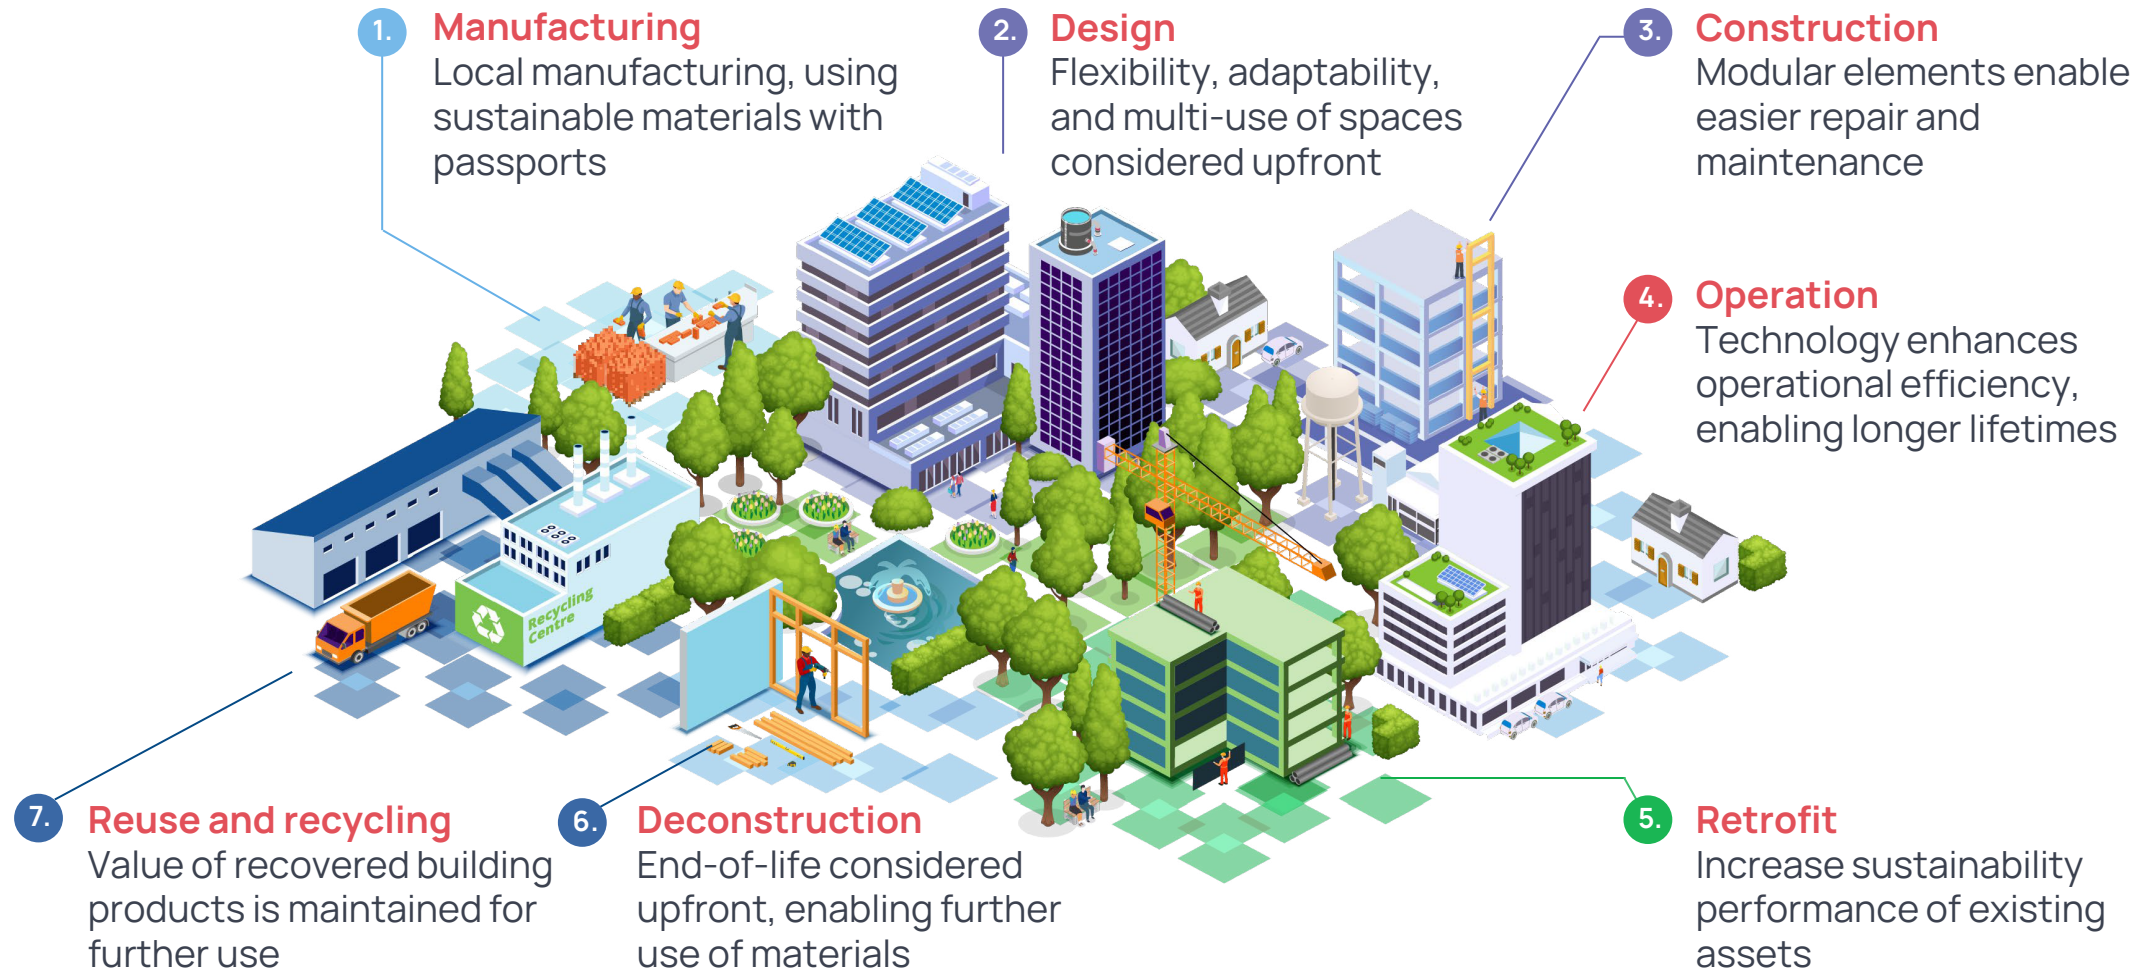 1.
Manufacturing
Local manufacturing, using
sustainable materials with
passports
2.
Design
Flexibility, adaptability,
and multi-use of spaces
considered upfront
3.
Construction
Modular elements enable
easier repair and
maintenance
4.
Operation
Technology enhances
operational efficiency,
enabling longer lifetimes
Recycling
Centre
5.
Retrofit
Increase sustainability
performance of existing
assets
6.
Deconstruction
End-of-life considered
upfront, enabling further
use of materials
7.
Reuse and recycling
Value of recovered building
products is maintained for
further use